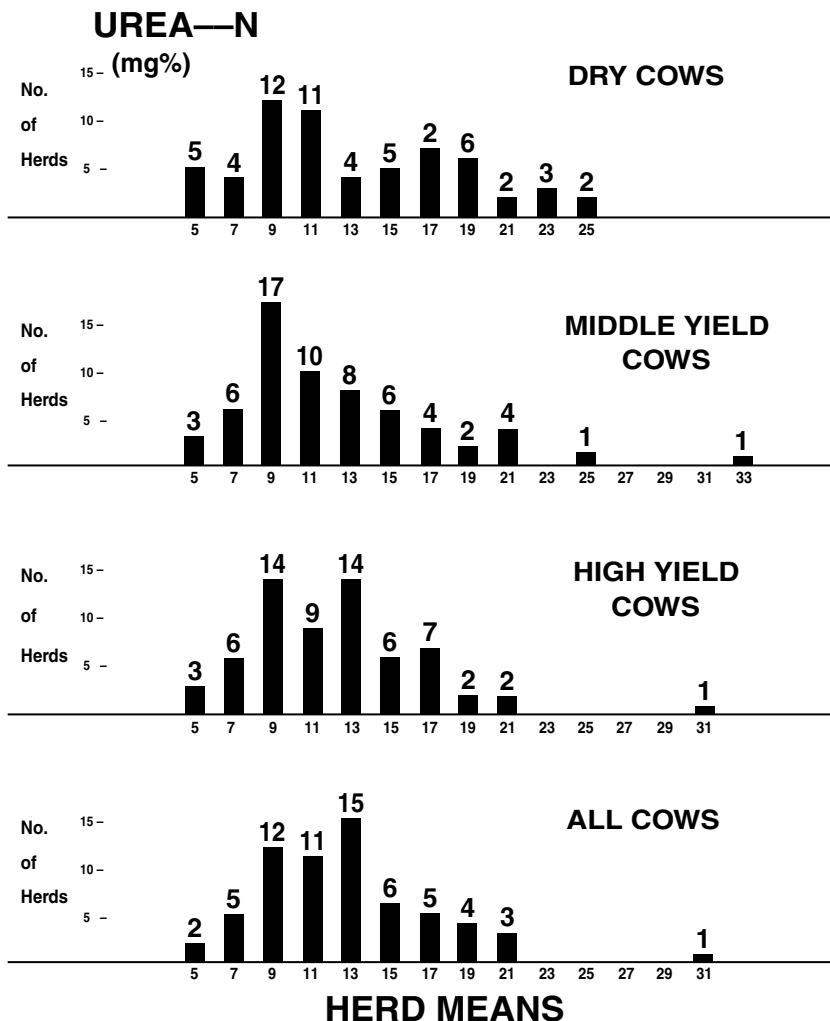 UREA—–N
(mg%)
DRY COWS
No.
of
Herds
15 –
10 –
5 –
5 4 12 11 4 5 2 6 2 3 2
5 7 9 11 13 15 17 19 21 23 25
MIDDLE YIELD
COWS
No.
of
Herds
15 –
10 –
5 –
3 6 17 10 8 6 4 2 4 1 1
5 7 9 11 13 15 17 19 21 23 25 27 29 31 33
HIGH YIELD
COWS
No.
of
Herds
15 –
10 –
5 –
3 6 14 9 14 6 7 2 2 1
5 7 9 11 13 15 17 19 21 23 25 27 29 31
ALL COWS
No.
of
Herds
15 –
10 –
5 –
2 5 12 11 15 6 5 4 3 1
5 7 9 11 13 15 17 19 21 23 25 27 29 31
HERD MEANS